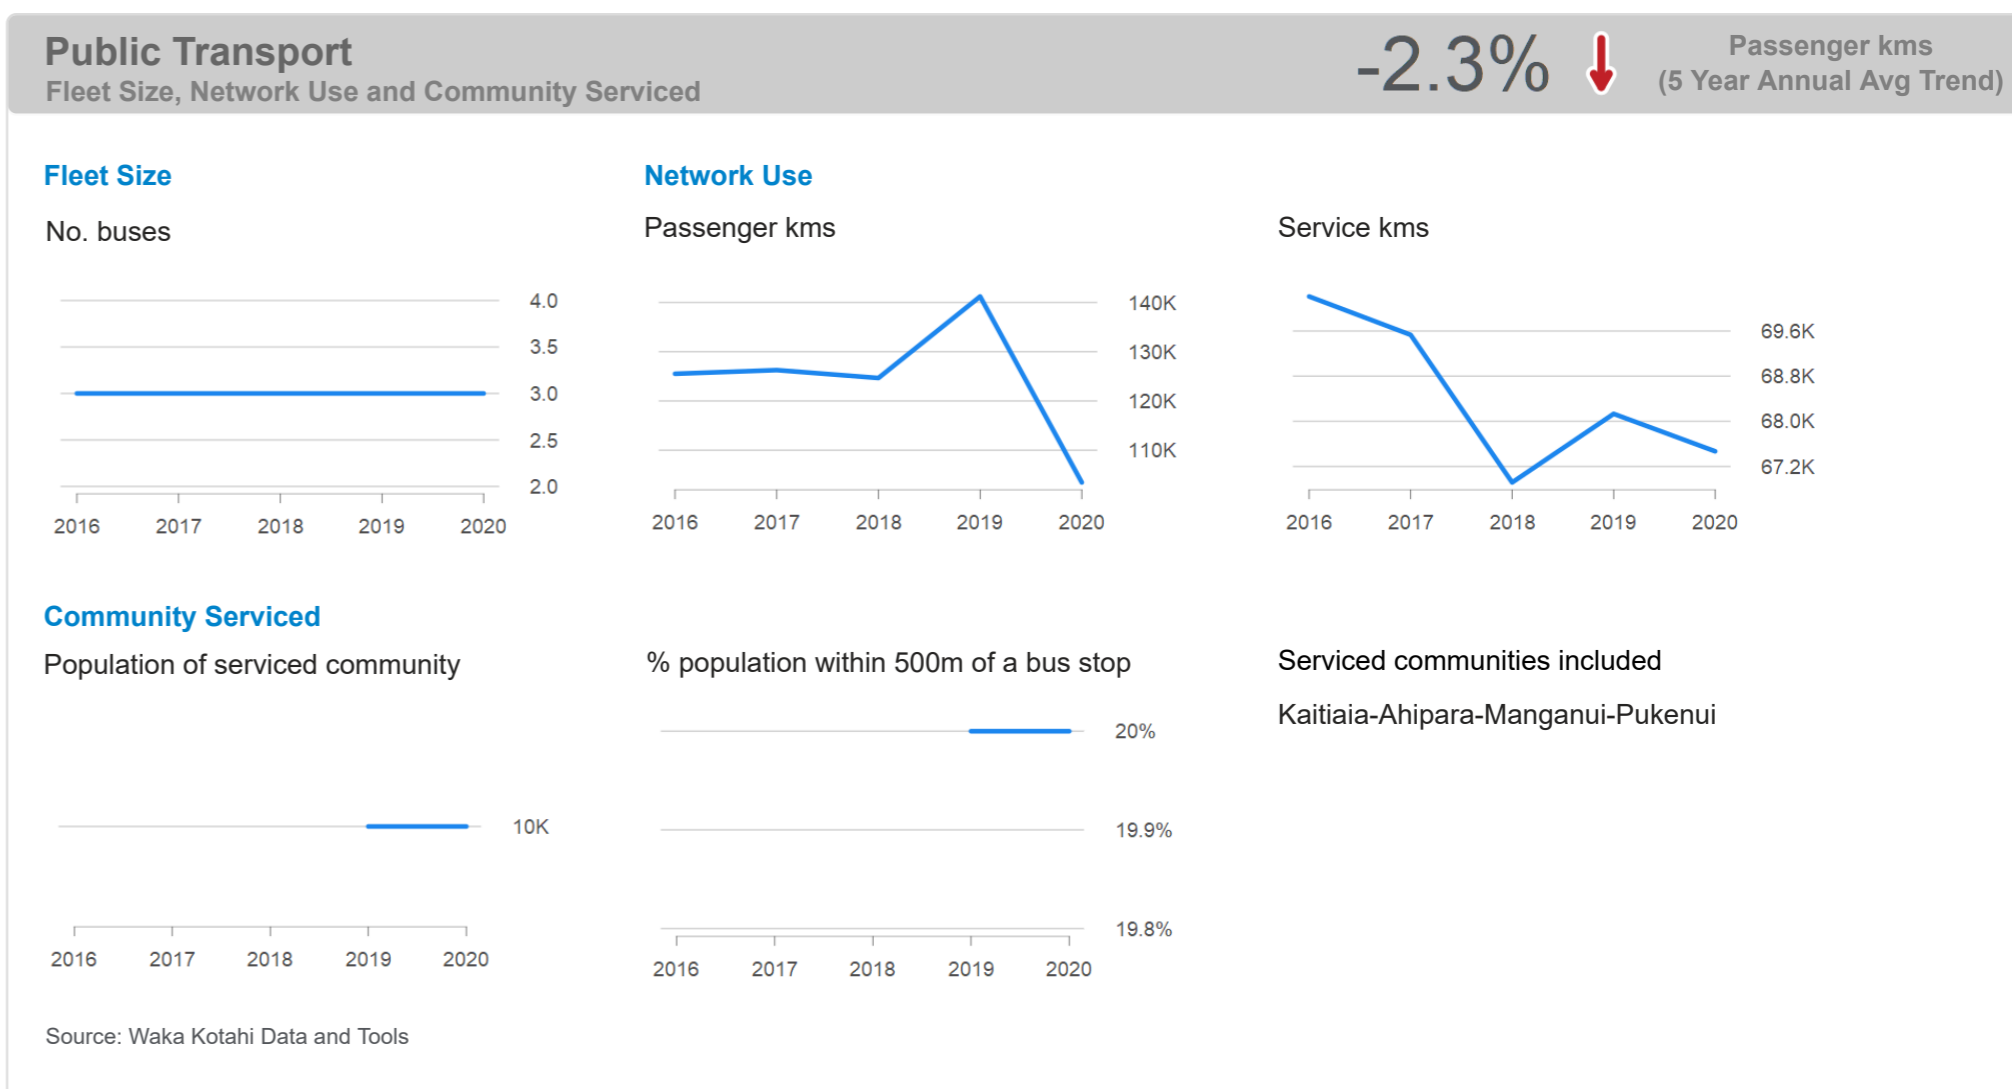 Public Transport
Fleet Size, Network Use and Community Serviced
-2.3%
Passenger kms
(5 Year Annual Avg Trend)
Fleet Size
No. buses
4.0
3.5
3.0
2.5
2.0
2016 2017 2018 2019 2020
Network Use
Passenger kms
140K
130K
120K
110K
2016 2017 2018 2019 2020
Service kms
69.6K
68.8K
68.0K
67.2K
2016 2017 2018 2019 2020
Community Serviced
Population of serviced community
10K
2016 2017 2018 2019 2020
% population within 500m of a bus stop
20%
19.9%
19.8%
2016 2017 2018 2019 2020
Serviced communities included
Kaitiaia-Ahipara-Manganui-Pukenui
Source: Waka Kotahi Data and Tools